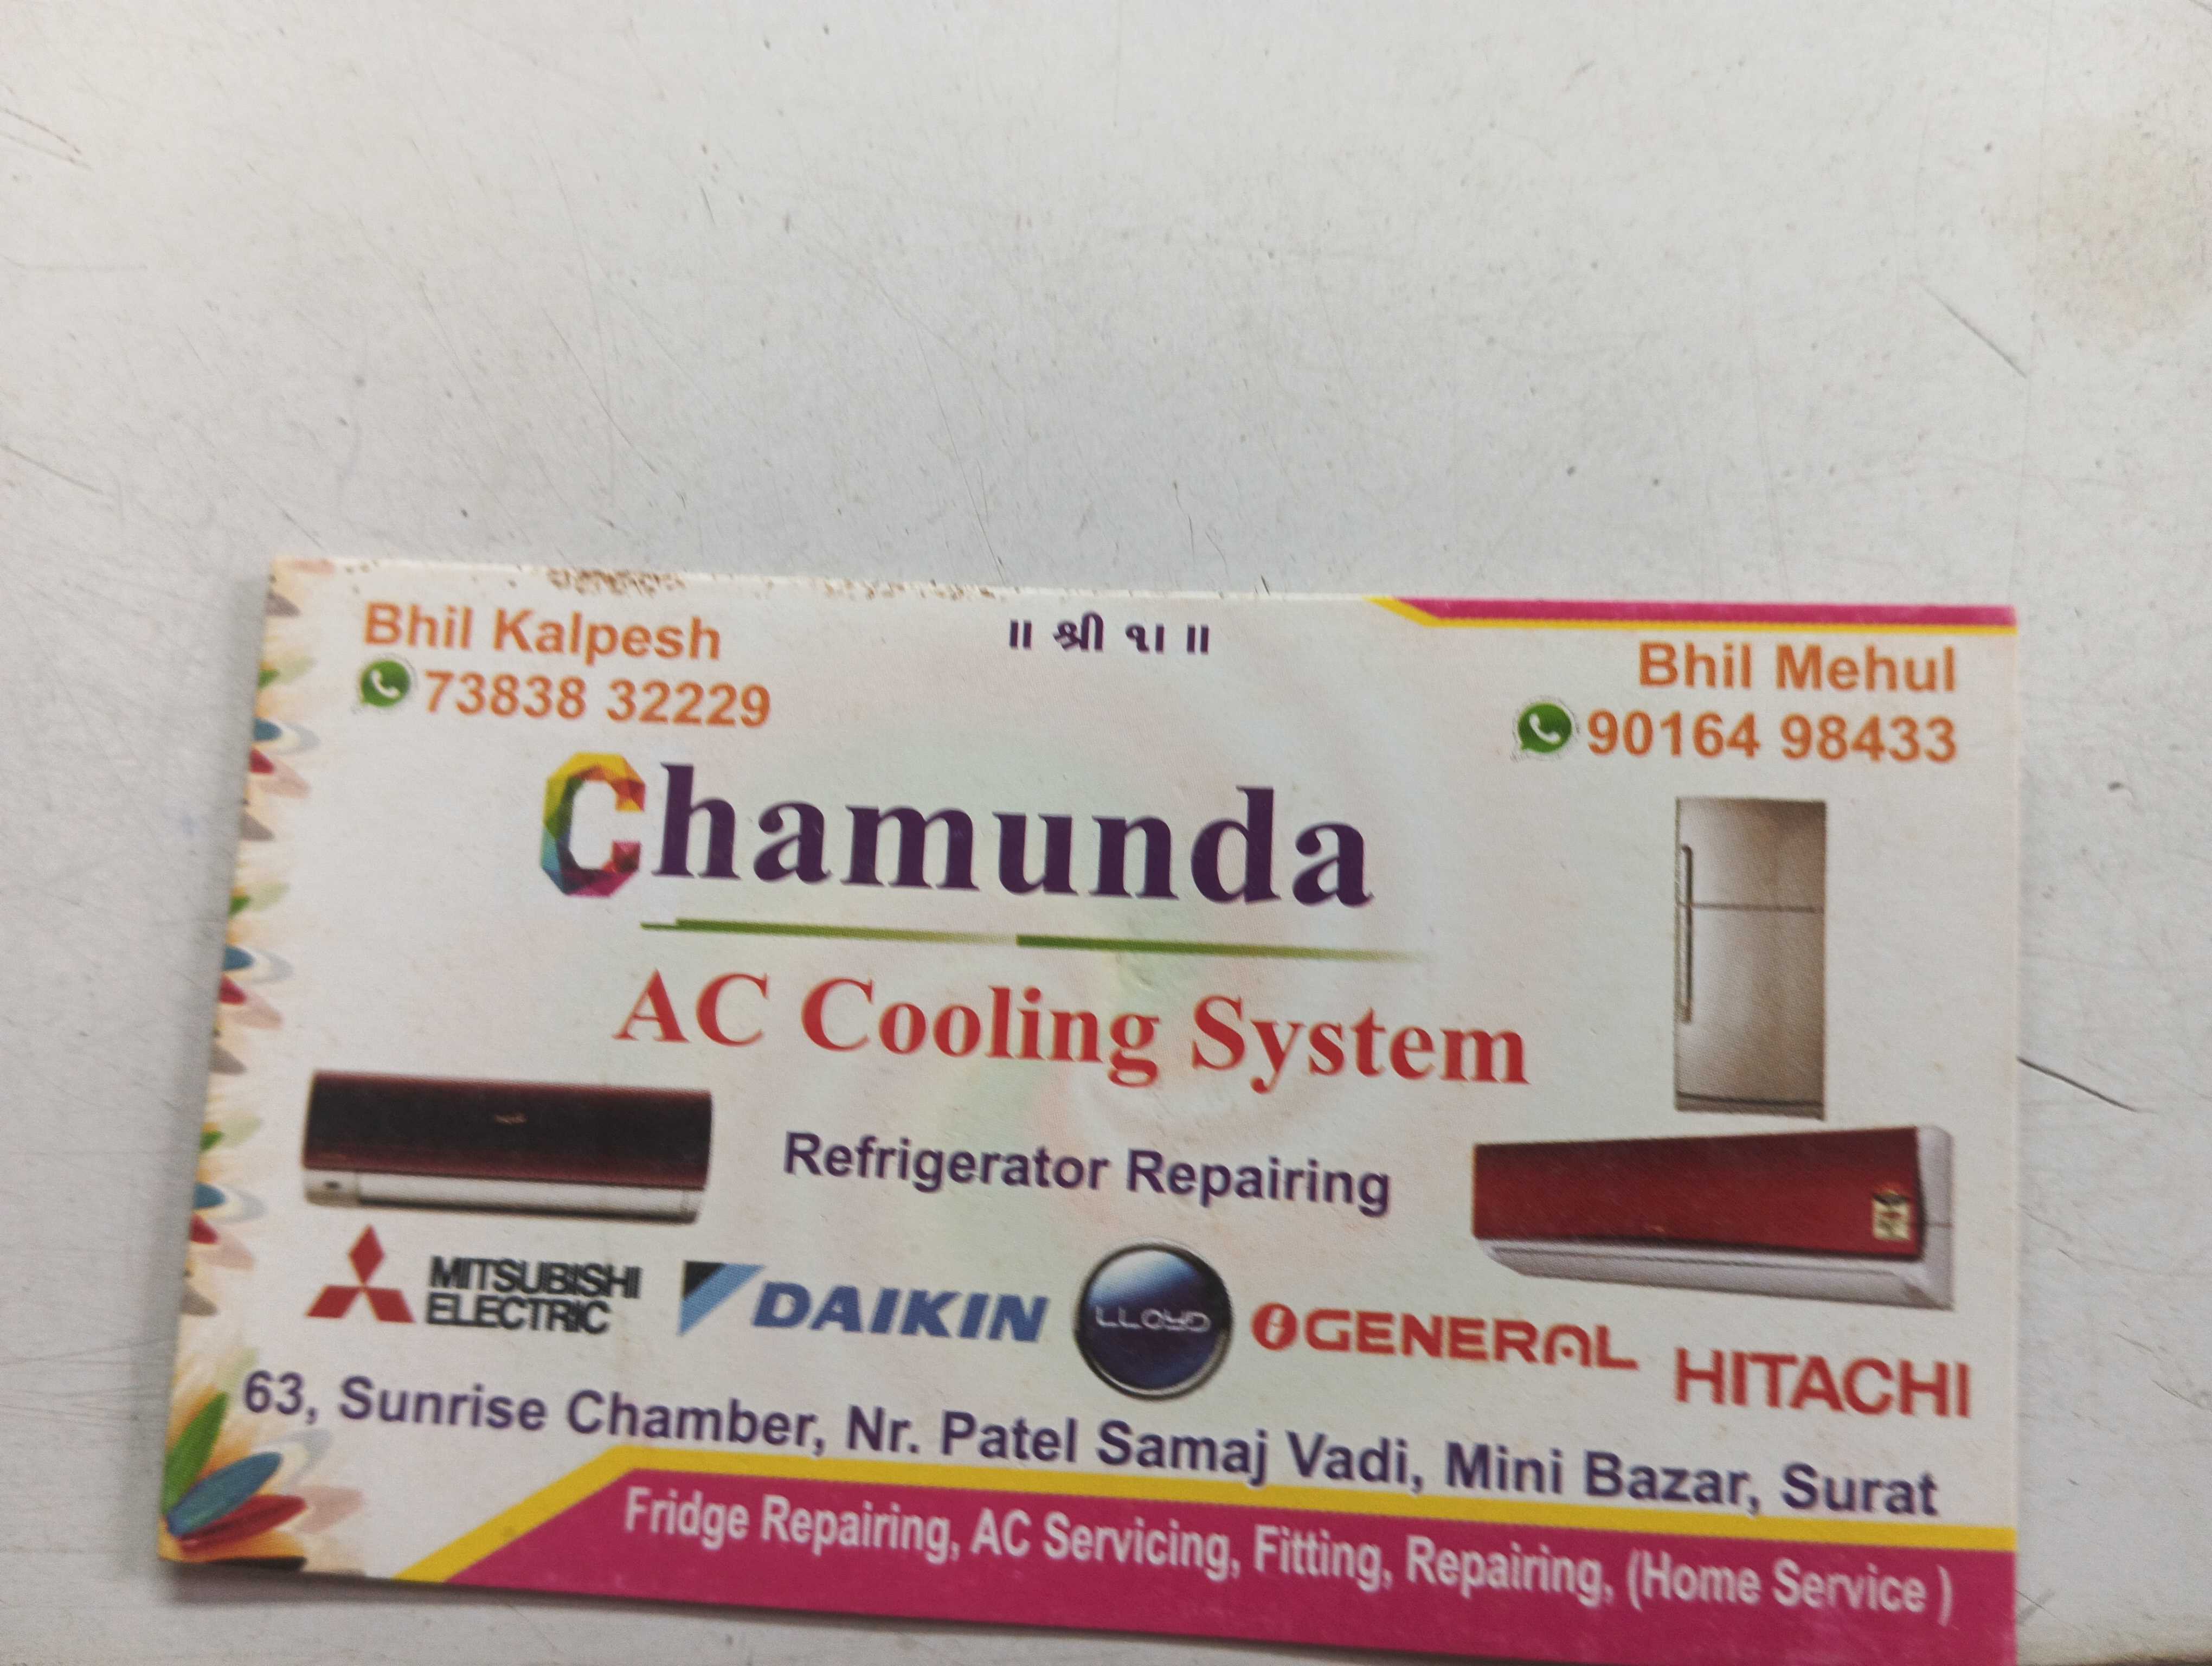 Bhil Kalpesh
73838 32229
॥ શ્રી ૧ા ॥
Bhil Mehul
90164 98433
Chamunda
AC Cooling System
Refrigerator Repairing
MITSUBISHI
ELECTRIC
DAIKIN
LLOYD
GENERAL
HITACHI
63, Sunrise Chamber, Nr. Patel Samaj Vadi, Mini Bazar, Surat
Fridge Repairing, AC Servicing, Fitting, Repairing, (Home Service )